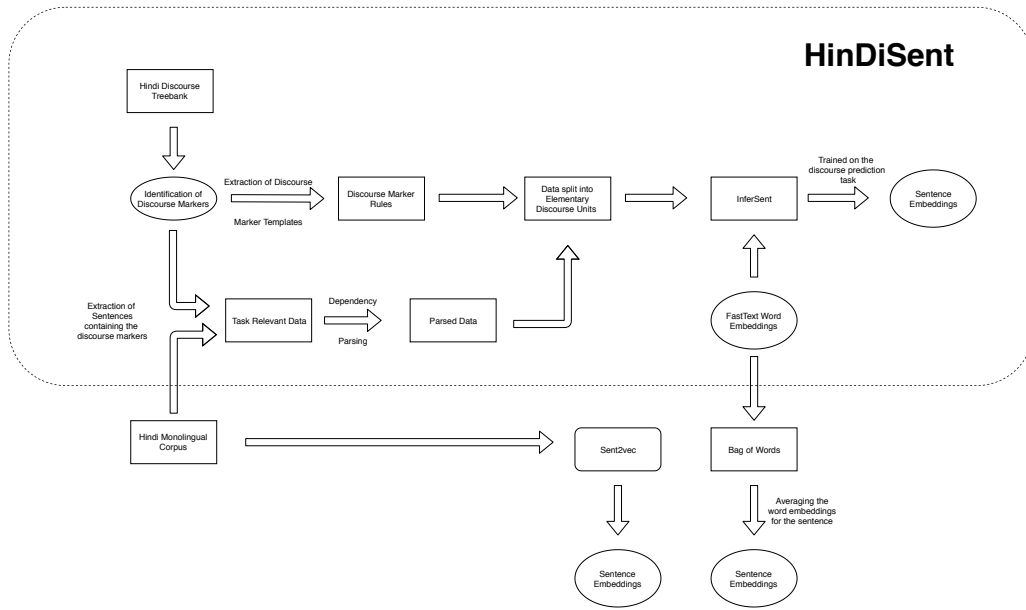 HinDiSent
Hindi Discourse
Treebank
Identification of
Discourse Markers
Extraction of Discourse
Marker Templates
Discourse Marker
Rules
Data split into
Elementary
Discourse Units
InferSent
Trained on the
discourse prediction
task
Sentence
Embeddings
Extraction of
Sentences
containing the
discourse markers
Task Relevant Data
Dependency
Parsing
Parsed Data
FastText Word
Embeddings
Hindi Monolingual
Corpus
Sent2vec
Bag of Words
Averaging the
word embeddings
for the sentence
Sentence
Embeddings
Sentence
Embeddings